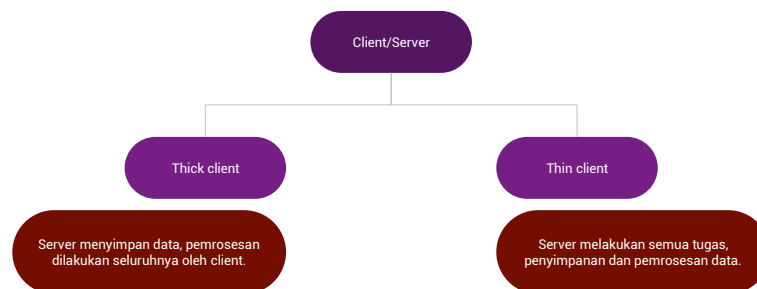 Client/Server
Thick client
Thin client
Server menyimpan data, pemrosesan
dilakukan seluruhnya oleh client.
Server melakukan semua tugas,
penyimpanan dan pemrosesan data.